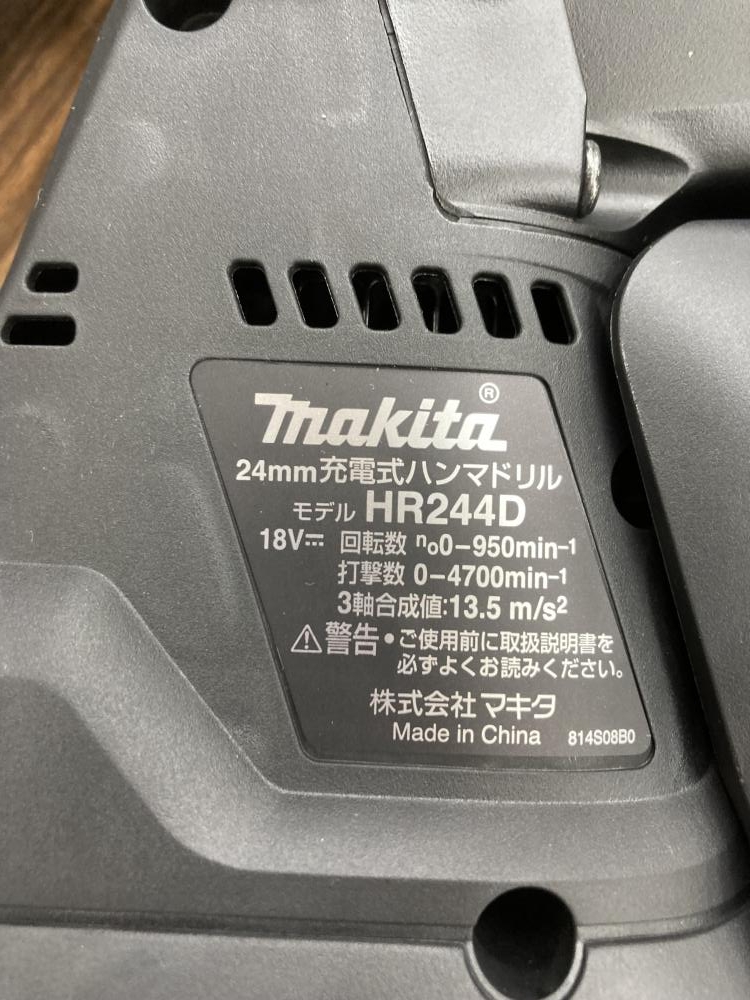 makita®
24mm充電式ハンマドリル
モデル HR244D
18V⎓ 回転数 n₀0-950min⁻¹
打撃数 0-4700min⁻¹
3軸合成値:13.5 m/s²
⚠警告•ご使用前に取扱説明書を
必ずよくお読みください。
株式会社マキタ
Made in China 814S08B0